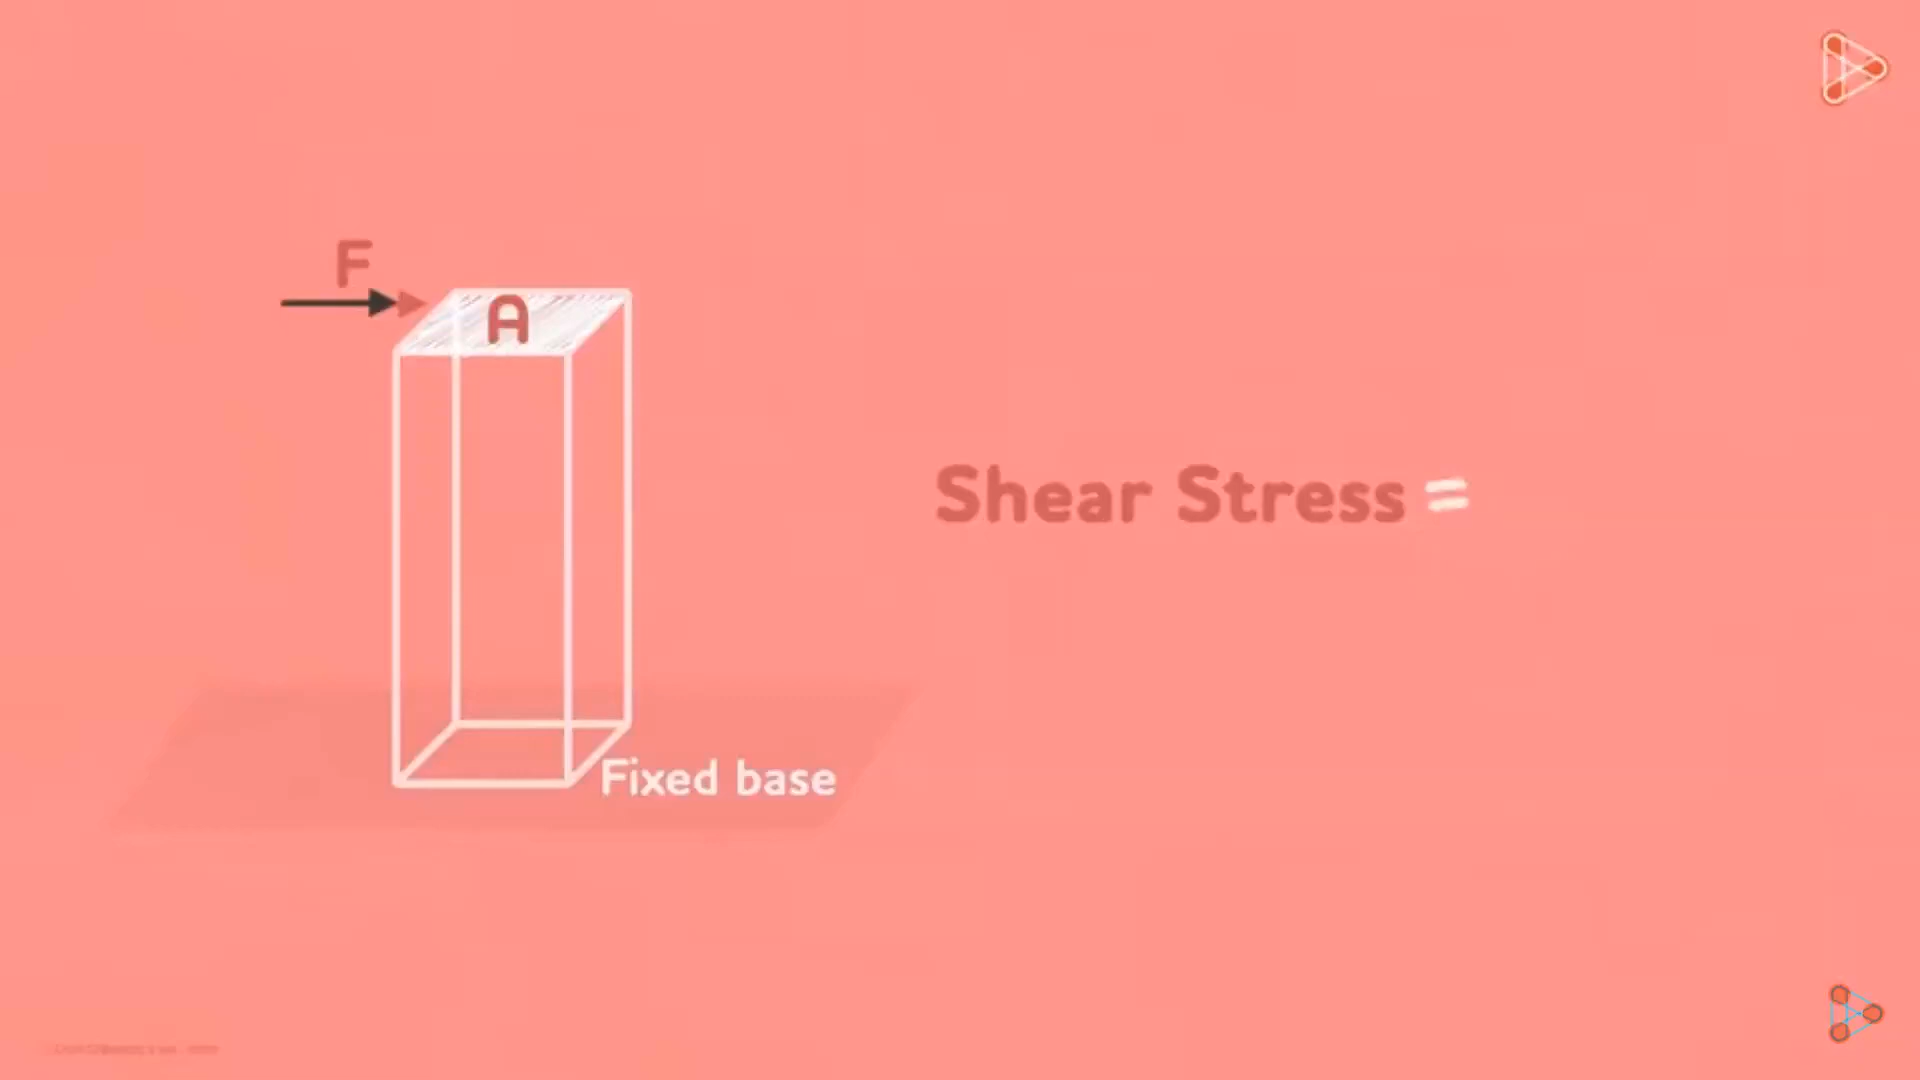 F
A
Shear Stress =
Fixed base